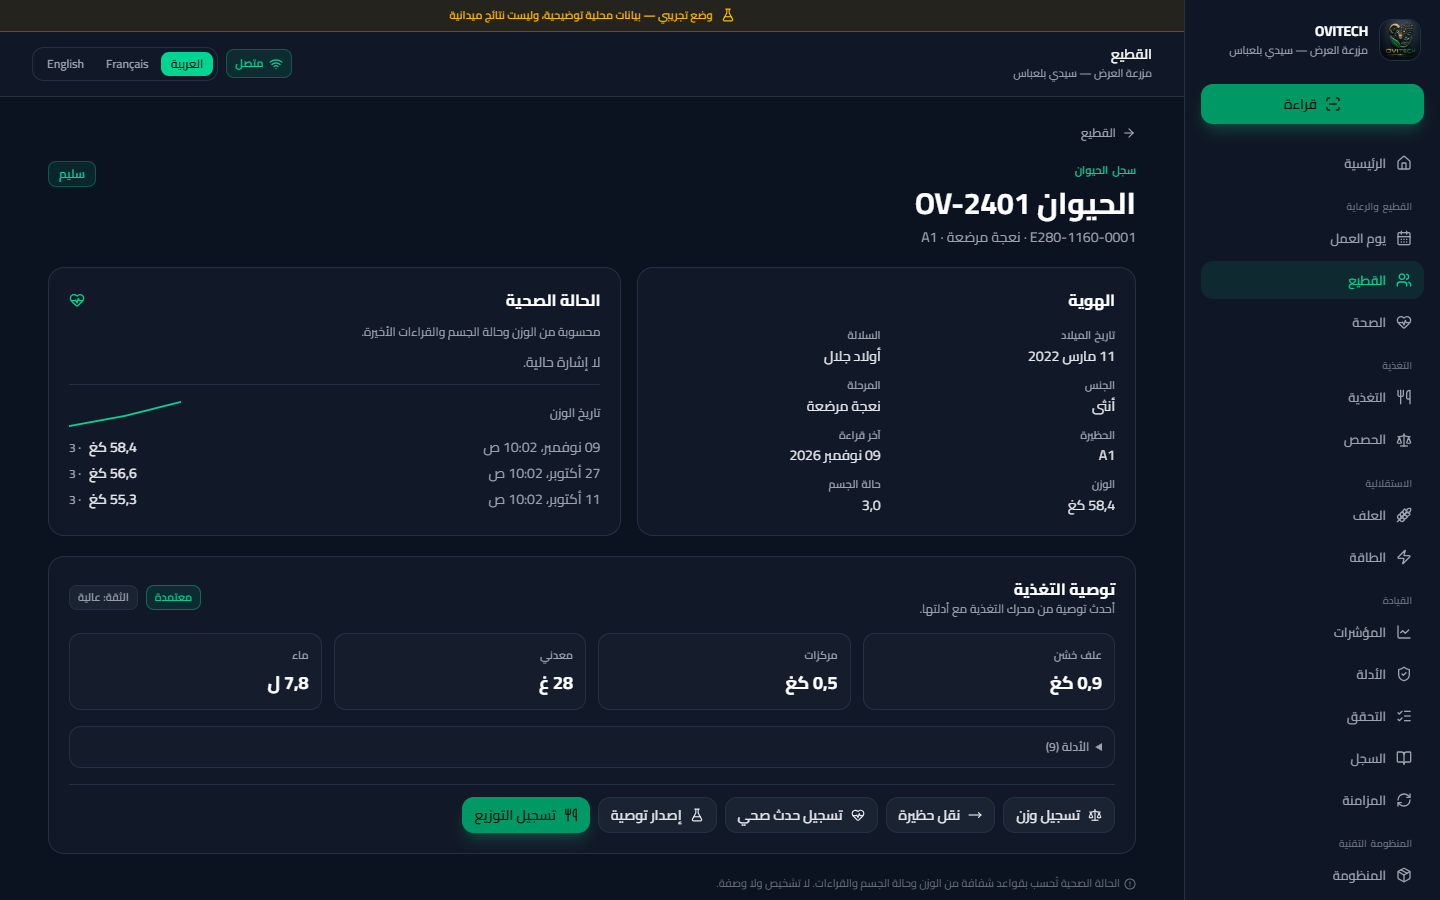 وضع تجريبي — بيانات محلية توضيحية، وليست نتائج ميدانية
OVITECH
مزرعة العرض — سيدي بلعباس
قراءة
الرئيسية
القطيع والرعاية
يوم العمل
القطيع
الصحة
التغذية
التغذية
الحصص
الاستقلالية
العلف
الطاقة
القيادة
المؤشرات
الأدلة
التحقق
السجل
المزامنة
المنظومة التقنية
المنظومة
القطيع
مزرعة العرض — سيدي بلعباس
متصل
العربية
Français
English
القطيع
سجل الحيوان
الحيوان OV-2401
E280-1160-0001 · نعجة مرضعة · A1
سليم
الهوية
تاريخ الميلاد
11 مارس 2022
السلالة
أولاد جلال
الجنس
أنثى
المرحلة
نعجة مرضعة
الحظيرة
A1
آخر قراءة
09 نوفمبر 2026
الوزن
58,4 كغ
حالة الجسم
3,0
الحالة الصحية
محسوبة من الوزن وحالة الجسم والقراءات الأخيرة.
لا إشارة حالية.
تاريخ الوزن
09 نوفمبر، 10:02 ص 58,4 كغ · 3
27 أكتوبر، 10:02 ص 56,6 كغ · 3
11 أكتوبر، 10:02 ص 55,3 كغ · 3
توصية التغذية
أحدث توصية من محرك التغذية مع أدلتها.
معتمدة
الثقة: عالية
علف خشن
0,9 كغ
مركزات
0,5 كغ
معدني
28 غ
ماء
7,8 ل
الأدلة (9)
تسجيل وزن
نقل حظيرة
تسجيل حدث صحي
إصدار توصية
تسجيل التوزيع
الحالة الصحية تُحسب بقواعد شفافة من الوزن وحالة الجسم والقراءات. لا تشخيص ولا وصفة.